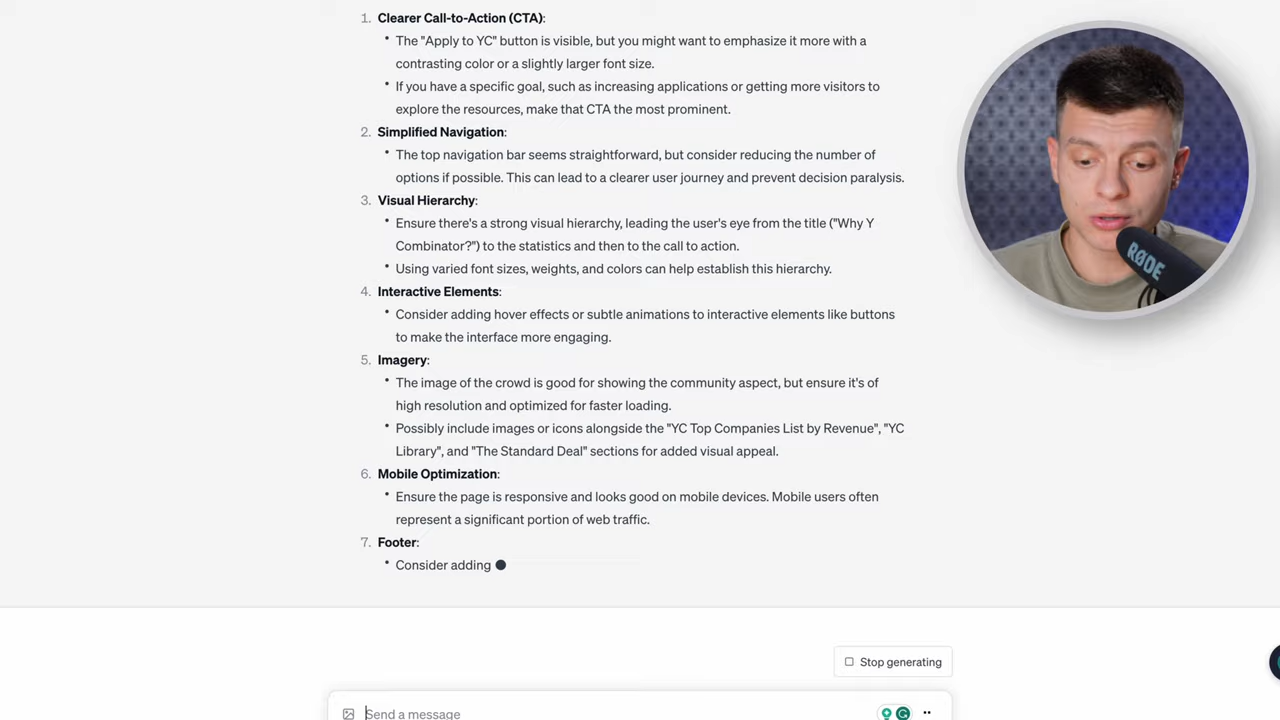 1. Clearer Call-to-Action (CTA):
• The "Apply to YC" button is visible, but you might want to emphasize it more with a
contrasting color or a slightly larger font size.
• If you have a specific goal, such as increasing applications or getting more visitors to
explore the resources, make that CTA the most prominent.
2. Simplified Navigation:
• The top navigation bar seems straightforward, but consider reducing the number of
options if possible. This can lead to a clearer user journey and prevent decision paralysis.
3. Visual Hierarchy:
• Ensure there's a strong visual hierarchy, leading the user's eye from the title ("Why Y
Combinator?") to the statistics and then to the call to action.
• Using varied font sizes, weights, and colors can help establish this hierarchy.
4. Interactive Elements:
• Consider adding hover effects or subtle animations to interactive elements like buttons
to make the interface more engaging.
5. Imagery:
• The image of the crowd is good for showing the community aspect, but ensure it's of
high resolution and optimized for faster loading.
• Possibly include images or icons alongside the "YC Top Companies List by Revenue", "YC
Library", and "The Standard Deal" sections for added visual appeal.
6. Mobile Optimization:
• Ensure the page is responsive and looks good on mobile devices. Mobile users often
represent a significant portion of web traffic.
7. Footer:
• Consider adding
Stop generating
Send a message
RØDE